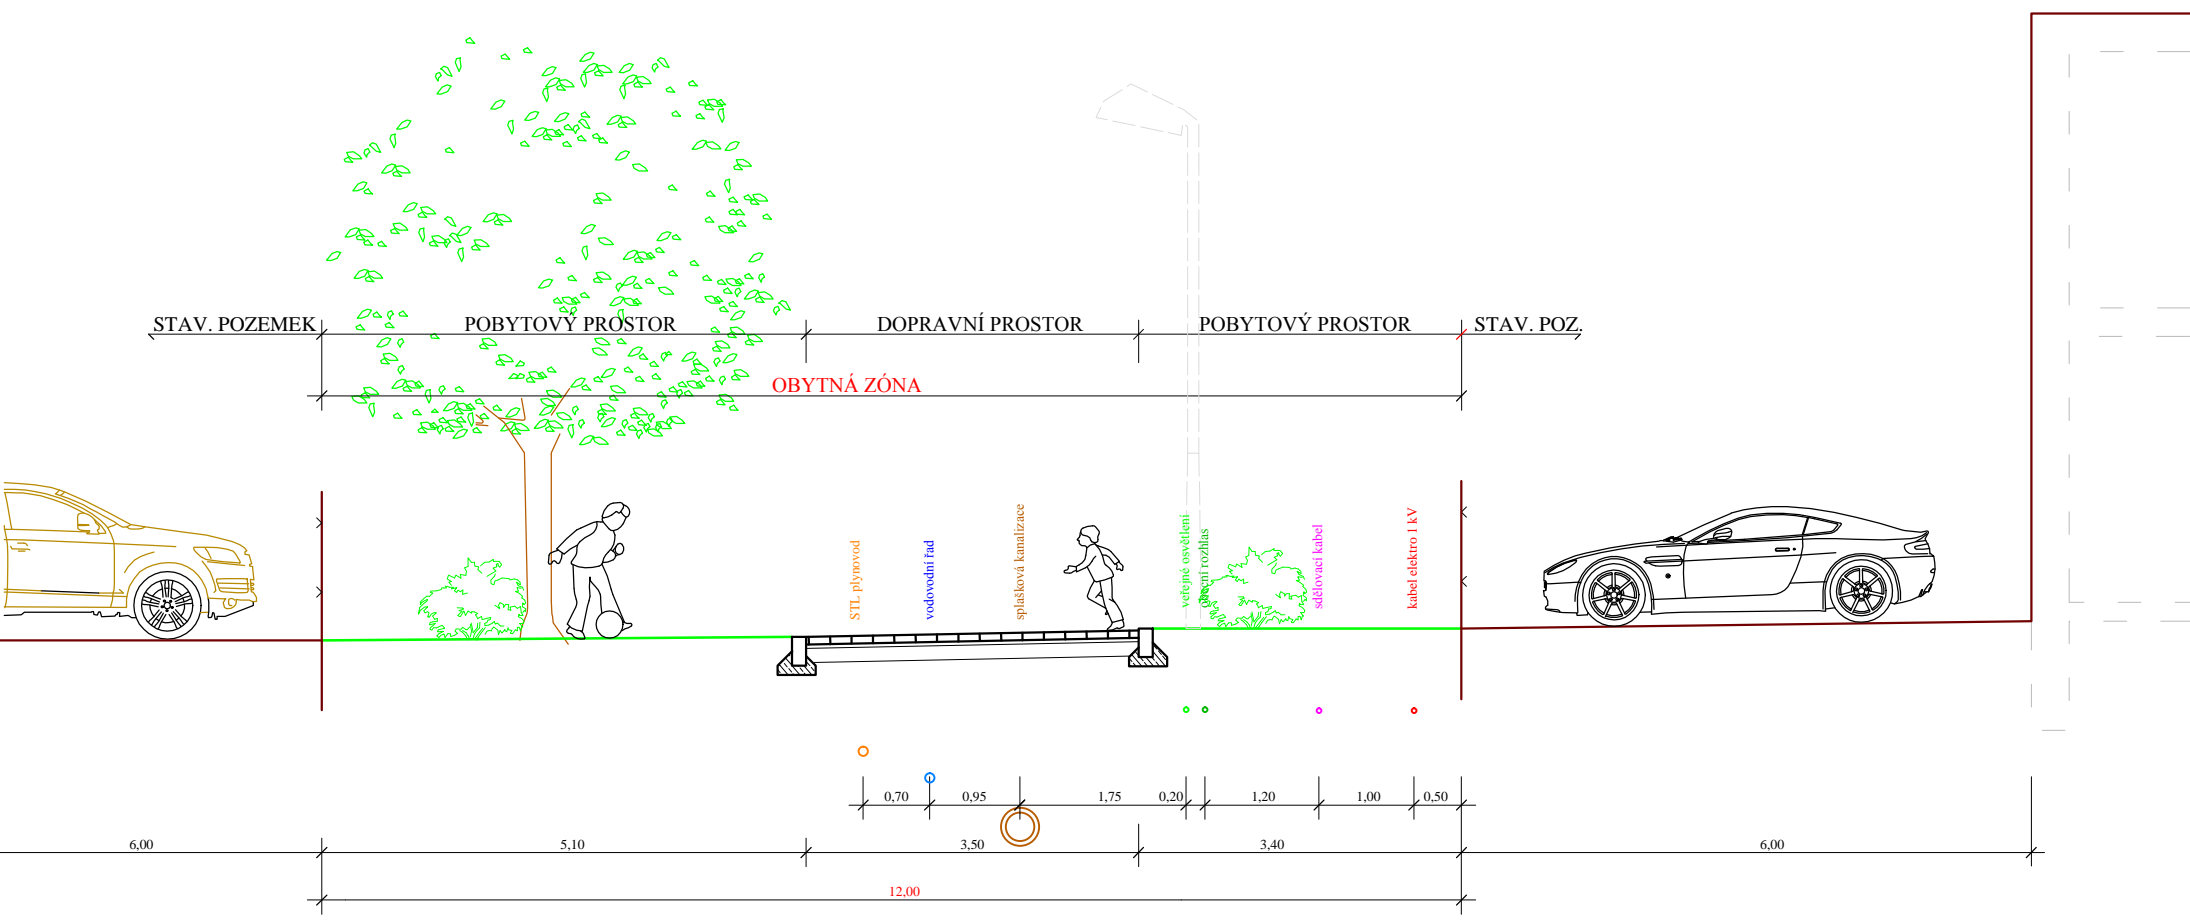 STAV. POZEMEK
POBYTOVÝ PROSTOR
DOPRAVNÍ PROSTOR
POBYTOVÝ PROSTOR
STAV. POZ.
OBYTNÁ ZÓNA
STL plynovod
vodovodní řad
splašková kanalizace
veřejné osvětlení
obecní rozhlas
sdělovací kabel
kabel elektro 1 kV
0,70
0,95
1,75
0,20
1,20
1,00
0,50
6,00
5,10
3,50
3,40
6,00
12,00